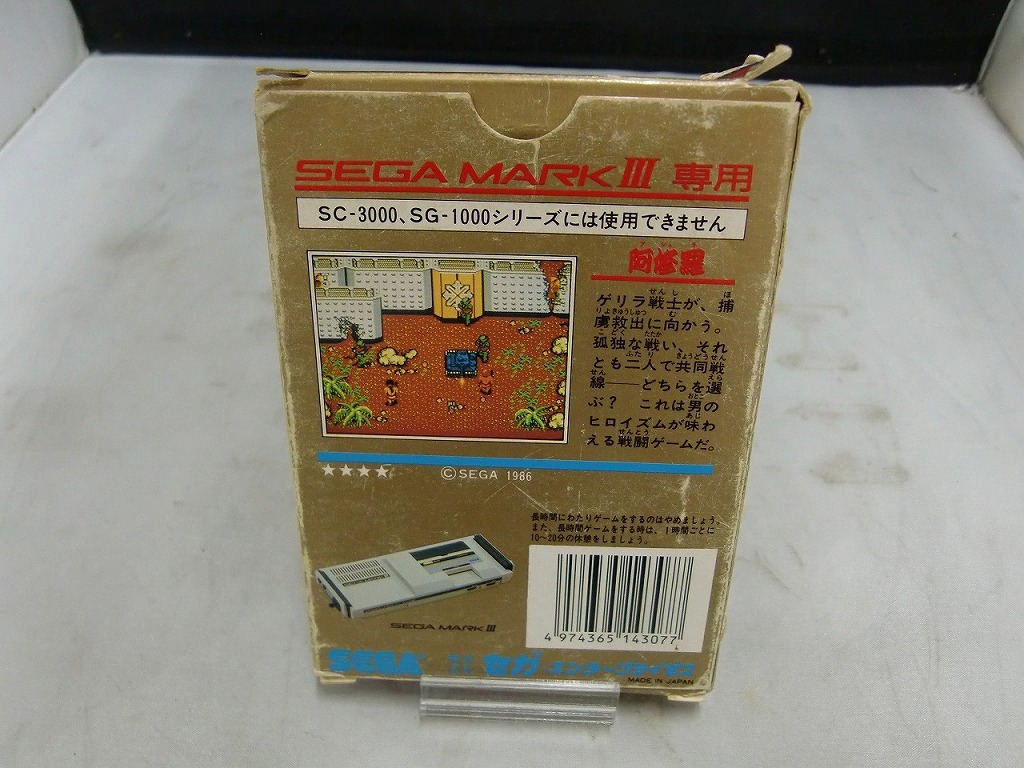 SEGA MARK III 専用
SC-3000、SG-1000シリーズには使用できません
阿修羅
ゲリラ戦士が、捕
虜救出に向かう。
孤独な戦い、それ
とも二人で共同戦
線——どちらを選
ぶ? これは男の
ヒロイズムが味わ
える戦闘ゲームだ。
★★★★
©SEGA 1986
長時間にわたりゲームをするのはやめましょう。
また、長時間ゲームをする時は、1時間ごとに
10〜20分の休憩をしましょう。
SEGA MARK III
4 974365 143077
SEGA セガ・エンタープライゼス
MADE IN JAPAN